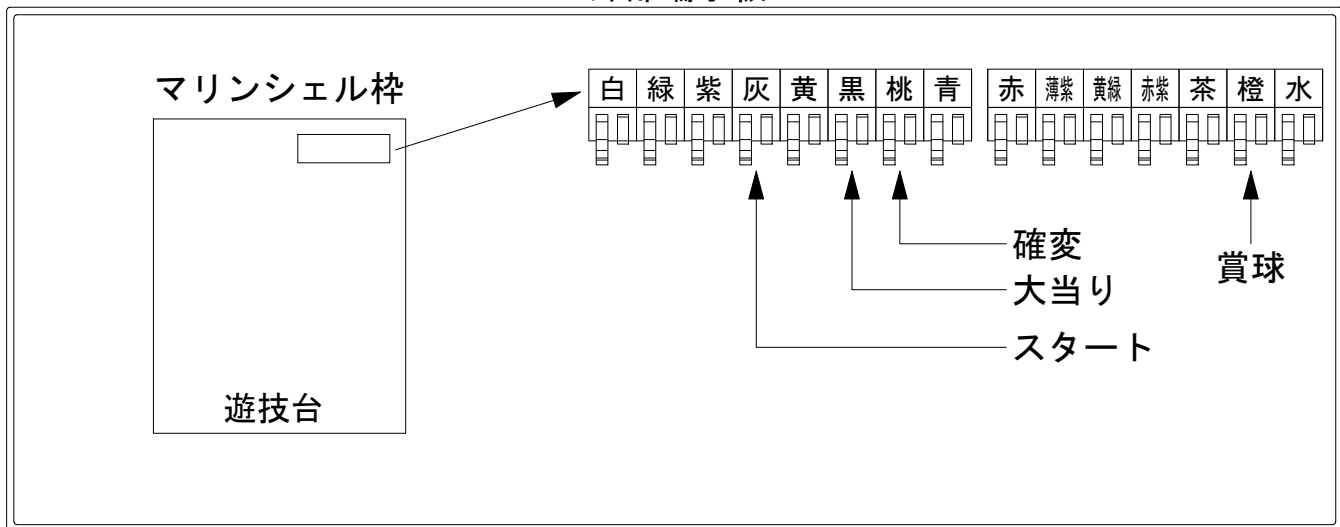 マリンシェル枠
白 緑 紫 灰 黄 黒 桃 青 赤 薄紫 黄緑 赤紫 茶 橙 水
確変
大当り
スタート
賞球
遊技台